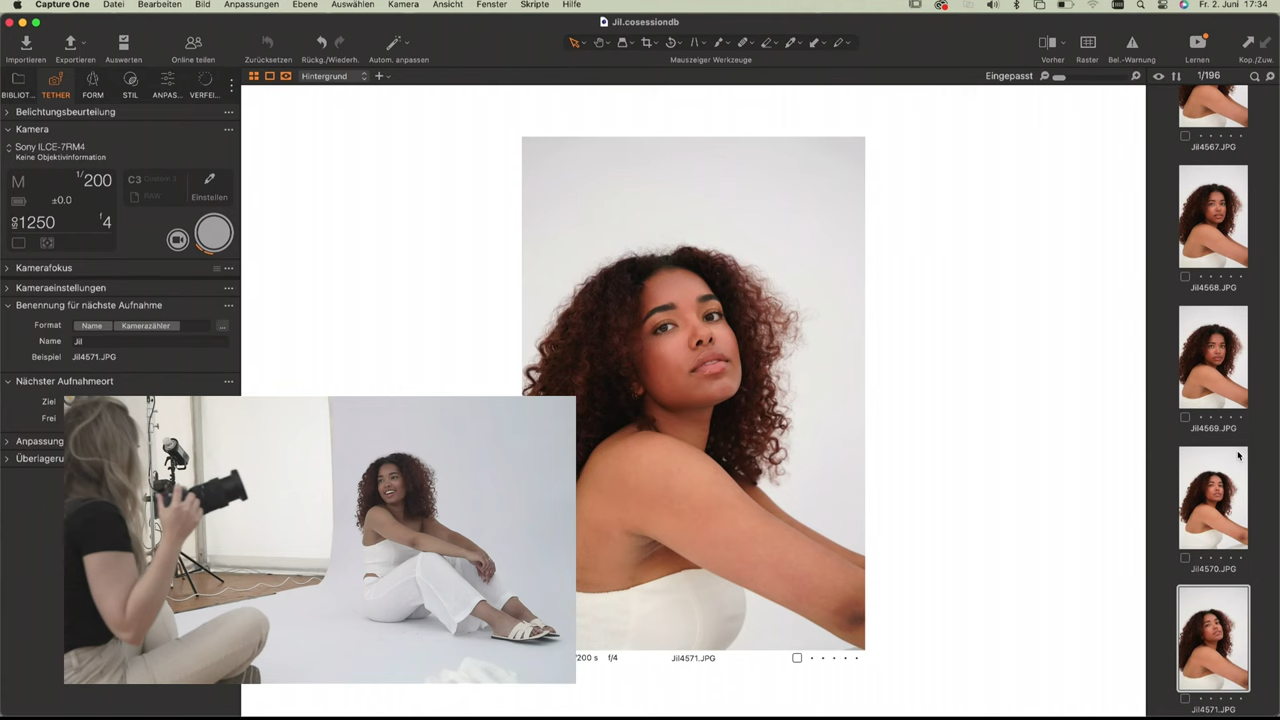 Capture One Datei Bearbeiten Bild Anpassungen Ebene Auswählen Kamera Ansicht Fenster Skripte Hilfe Fr. 2. Juni 17:34
Jil.cosessiondb
Importieren Exportieren Auswerten Online teilen Zurücksetzen Rückg./Wiederh. Autom. anpassen Mauszeiger Werkzeuge Vorher Raster Bel.-Warnung Lernen Kop./Zuw.
Hintergrund Eingepasst 1/196
BIBLIOT... TETHER FORM STIL ANPAS... VERFEI...
Belichtungsbeurteilung
Kamera
Sony ILCE-7RM4
Keine Objektivinformation
M 1/200 C3 Custom 3
±0.0 RAW Einstellen
ISO 1250 f4
Kamerafokus
Kameraeinstellungen
Benennung für nächste Aufnahme
Format Name Kamerazähler ...
Name Jil
Beispiel Jil4571.JPG
Nächster Aufnahmeort
Ziel
Frei
Anpassung
Überlageru
/200 s f/4 Jil4571.JPG
Jil4567.JPG
Jil4568.JPG
Jil4569.JPG
Jil4570.JPG
Jil4571.JPG